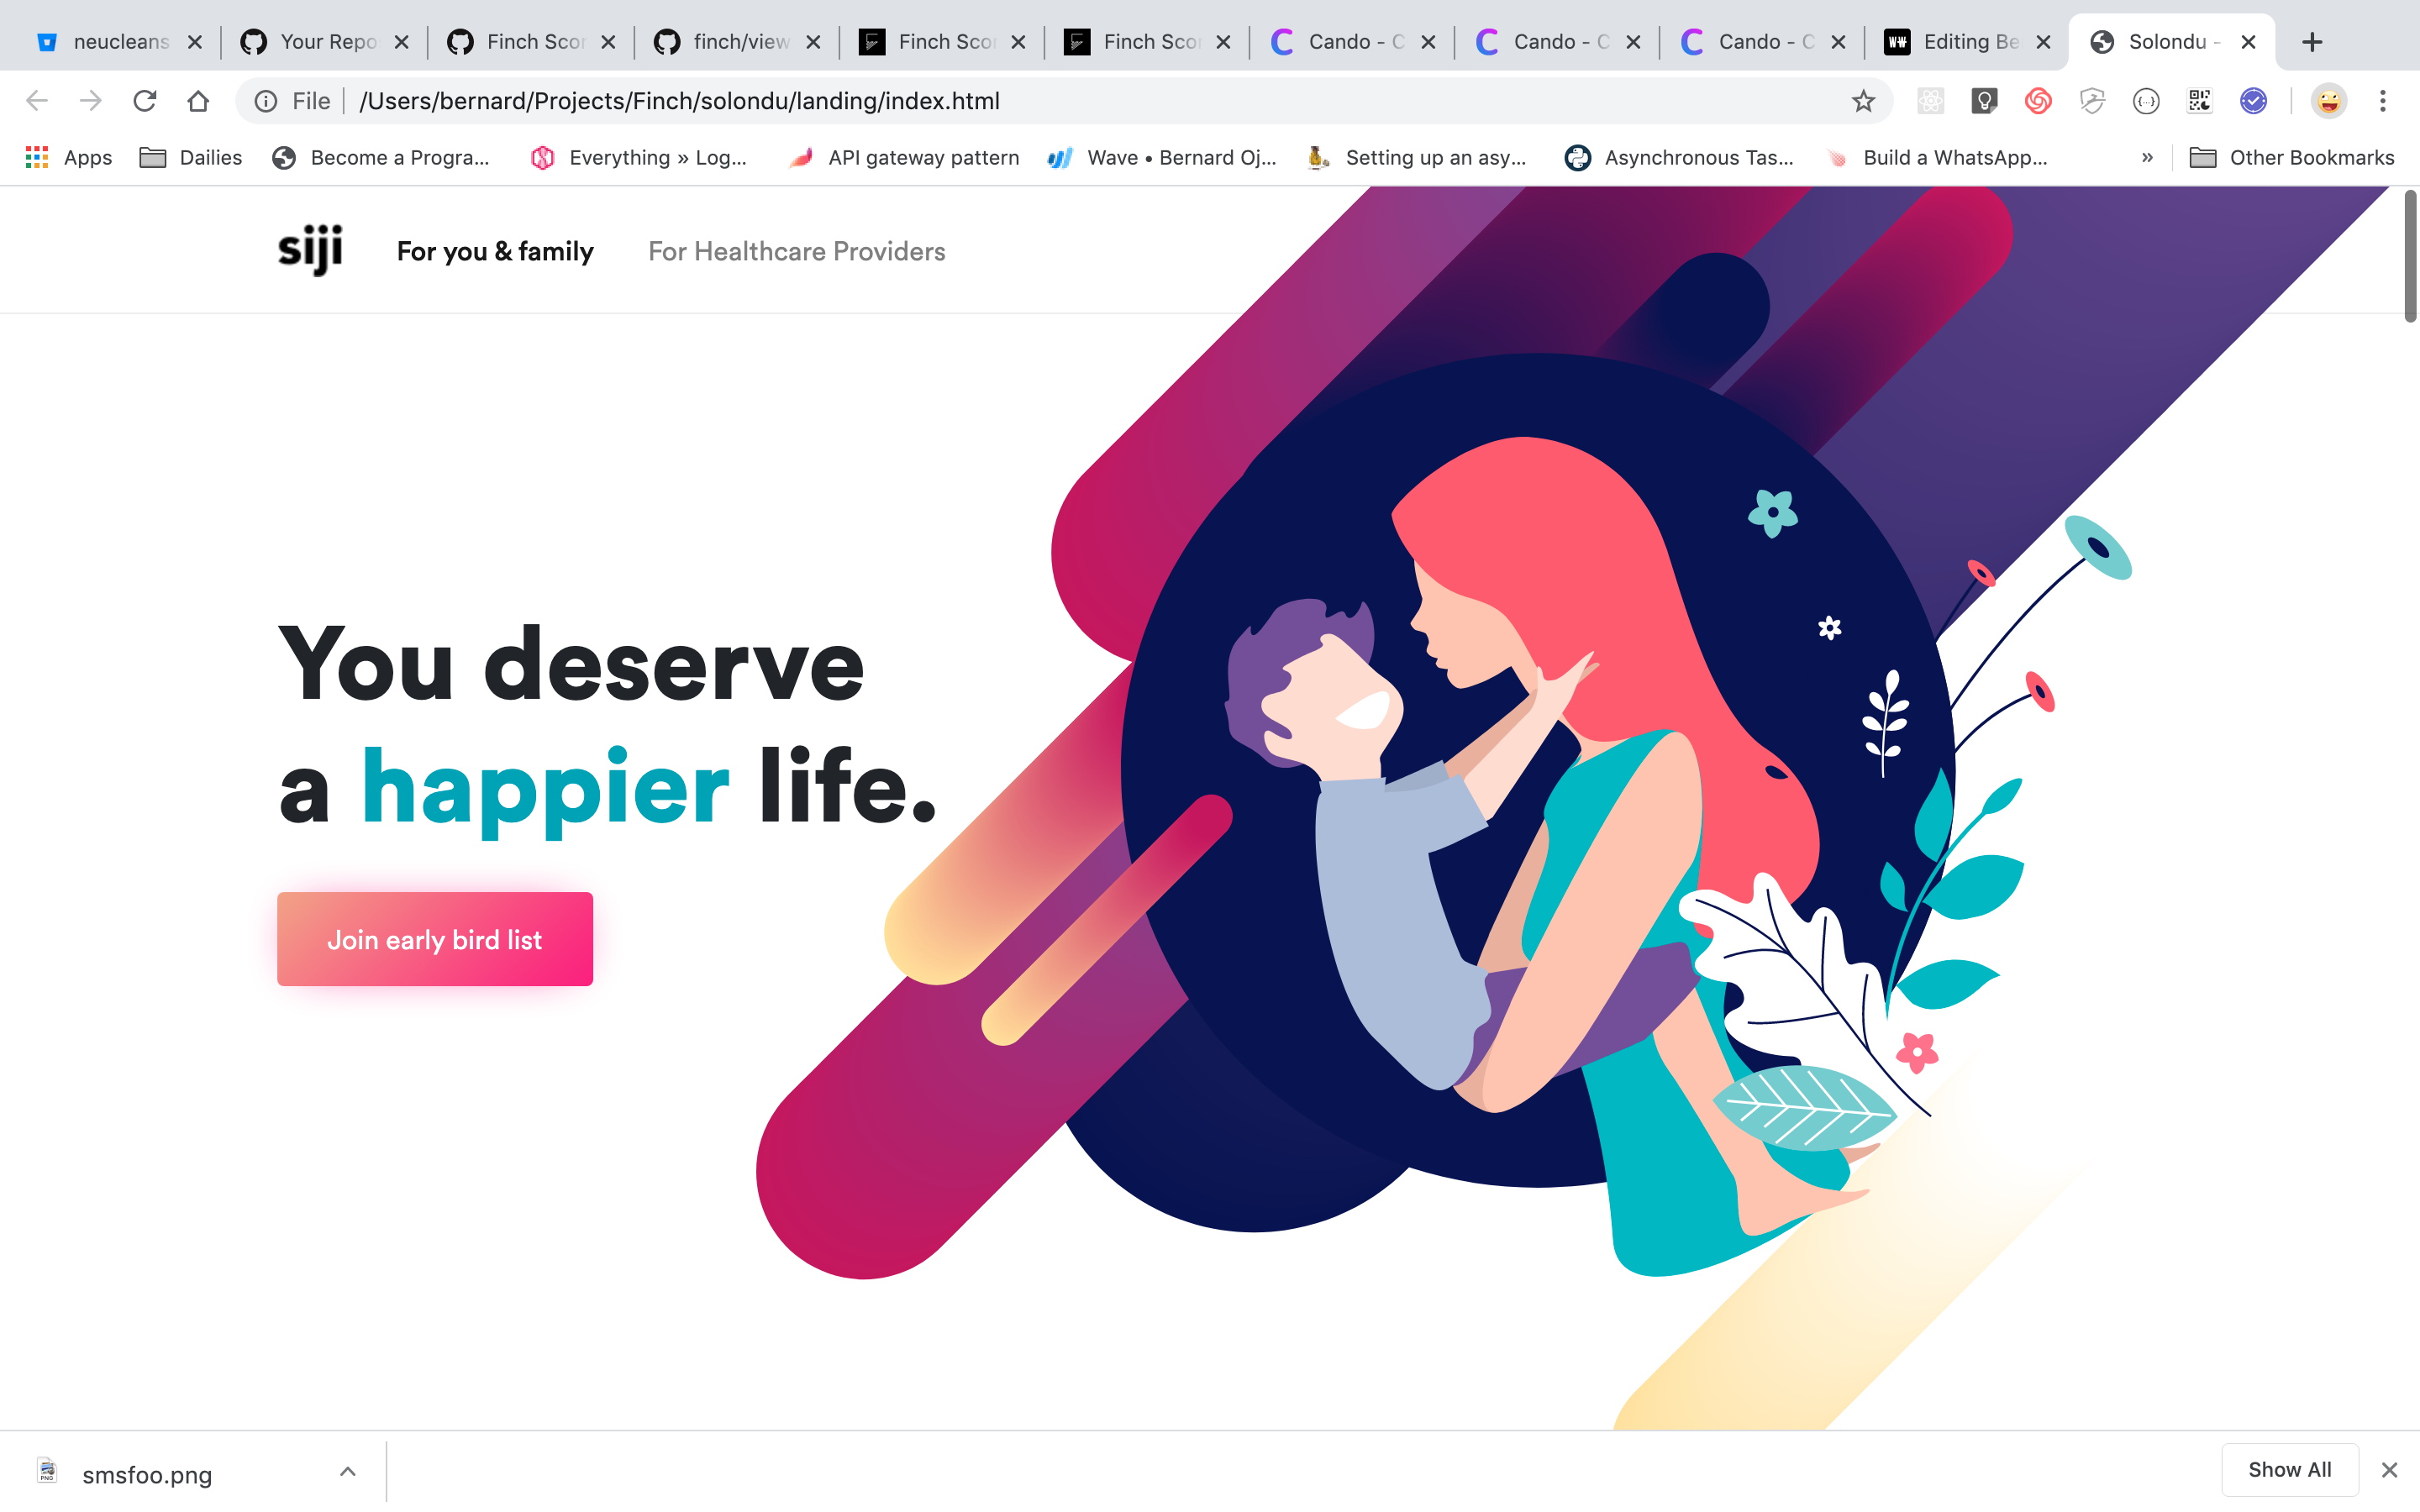 neucleans
Your Repo
Finch Scor
finch/view
Finch Scor
Finch Scor
Cando - C
Cando - C
Cando - C
Editing Be
Solondu -
File
/Users/bernard/Projects/Finch/solondu/landing/index.html
Apps
Dailies
Become a Progra...
Everything » Log...
API gateway pattern
Wave • Bernard Oj...
Setting up an asy...
Asynchronous Tas...
Build a WhatsApp...
»
Other Bookmarks
siji
For you & family
For Healthcare Providers
You deserve
a happier life.
Join early bird list
smsfoo.png
Show All